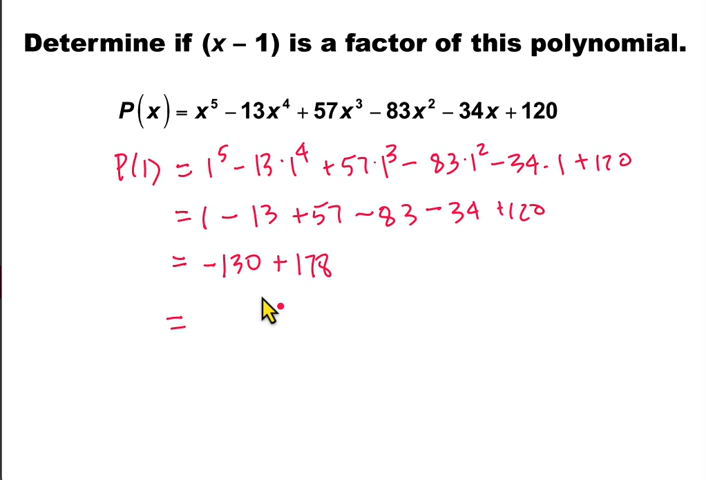 Determine if (x – 1) is a factor of this polynomial.
P(x) = x⁵ – 13x⁴ + 57x³ – 83x² – 34x + 120
P(1) = 1⁵ – 13·1⁴ + 57·1³ – 83·1² – 34·1 + 120
= 1 – 13 + 57 – 83 – 34 + 120
= -130 + 178
=